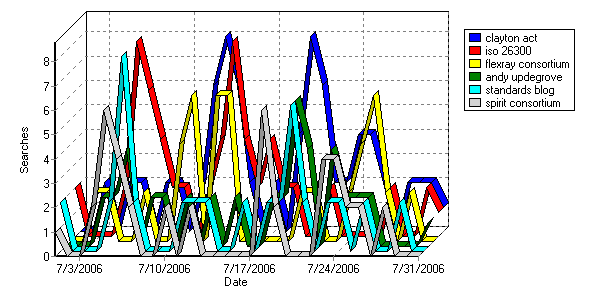 8
7
6
5
4
3
2
1
0
Searches
7/3/2006 7/10/2006 7/17/2006 7/24/2006 7/31/2006
Date
clayton act
iso 26300
flexray consortium
andy updegrove
standards blog
spirit consortium